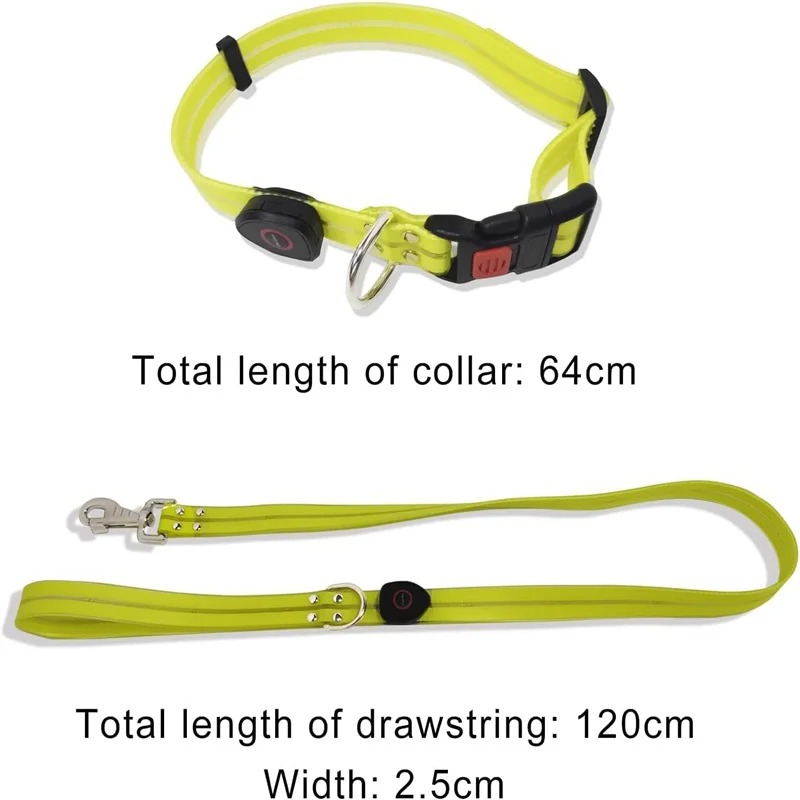 Total length of collar: 64cm
Total length of drawstring: 120cm
Width: 2.5cm